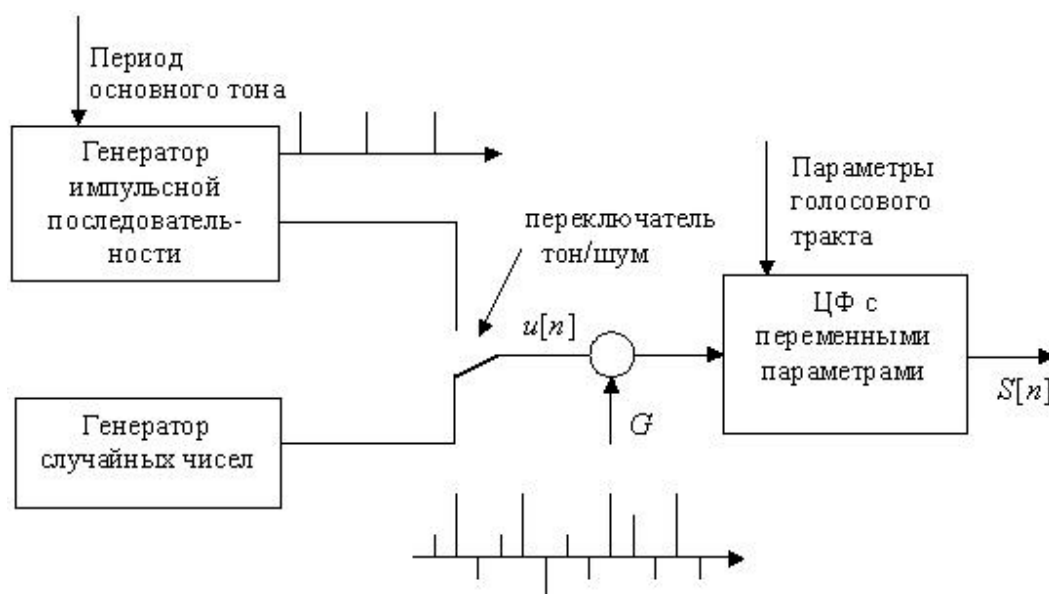 Период
основного тона
Генератор
импульсной
последователь-
ности
переключатель
тон/шум
Параметры
голосового
тракта
u[n]
ЦФ с
переменными
параметрами
S[n]
G
Генератор
случайных чисел